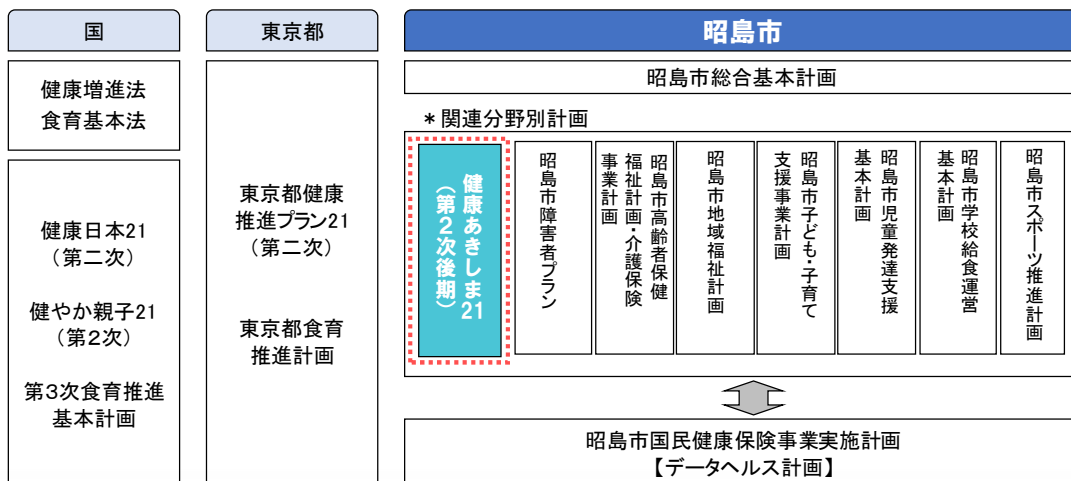 国
健康増進法
食育基本法
健康日本21
（第二次）
健やか親子21
（第２次）
第３次食育推進
基本計画
東京都
東京都健康
推進プラン21
（第二次）
東京都食育
推進計画
昭島市
昭島市総合基本計画
＊関連分野別計画
健康あきしま21
（第２次後期）
昭島市障害者プラン
昭島市高齢者保健
福祉計画・介護保険
事業計画
昭島市地域福祉計画
昭島市子ども・子育て
支援事業計画
昭島市児童発達支援
基本計画
昭島市学校給食運営
基本計画
昭島市スポーツ推進計画
昭島市国民健康保険事業実施計画
【データヘルス計画】